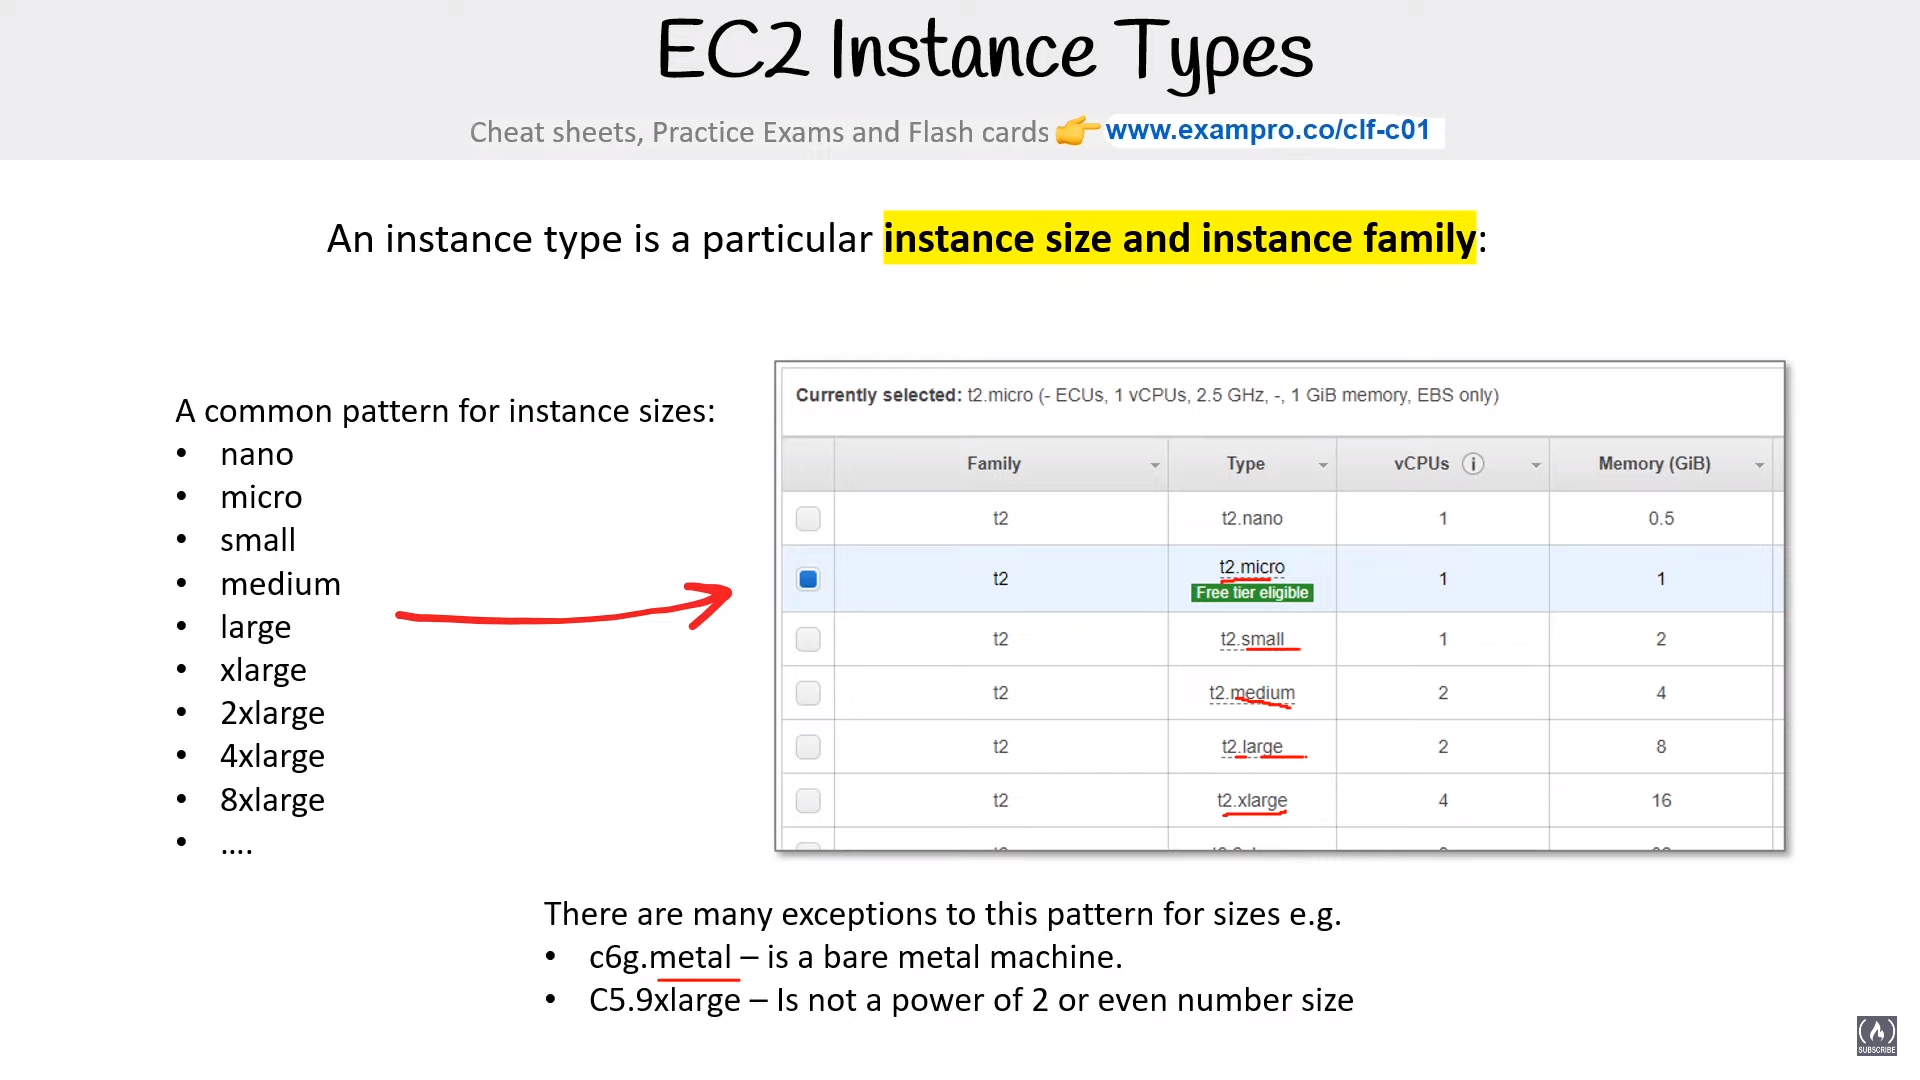 EC2 Instance Types
Cheat sheets, Practice Exams and Flash cards 👉 www.exampro.co/clf-c01
An instance type is a particular instance size and instance family:
A common pattern for instance sizes:
• nano
• micro
• small
• medium
• large
• xlarge
• 2xlarge
• 4xlarge
• 8xlarge
• ....
Currently selected: t2.micro (- ECUs, 1 vCPUs, 2.5 GHz, -, 1 GiB memory, EBS only)
Family Type vCPUs i Memory (GiB)
t2 t2.nano 1 0.5
t2 t2.micro 1 1
Free tier eligible
t2 t2.small 1 2
t2 t2.medium 2 4
t2 t2.large 2 8
t2 t2.xlarge 4 16
There are many exceptions to this pattern for sizes e.g.
• c6g.metal – is a bare metal machine.
• C5.9xlarge – Is not a power of 2 or even number size
SUBSCRIBE